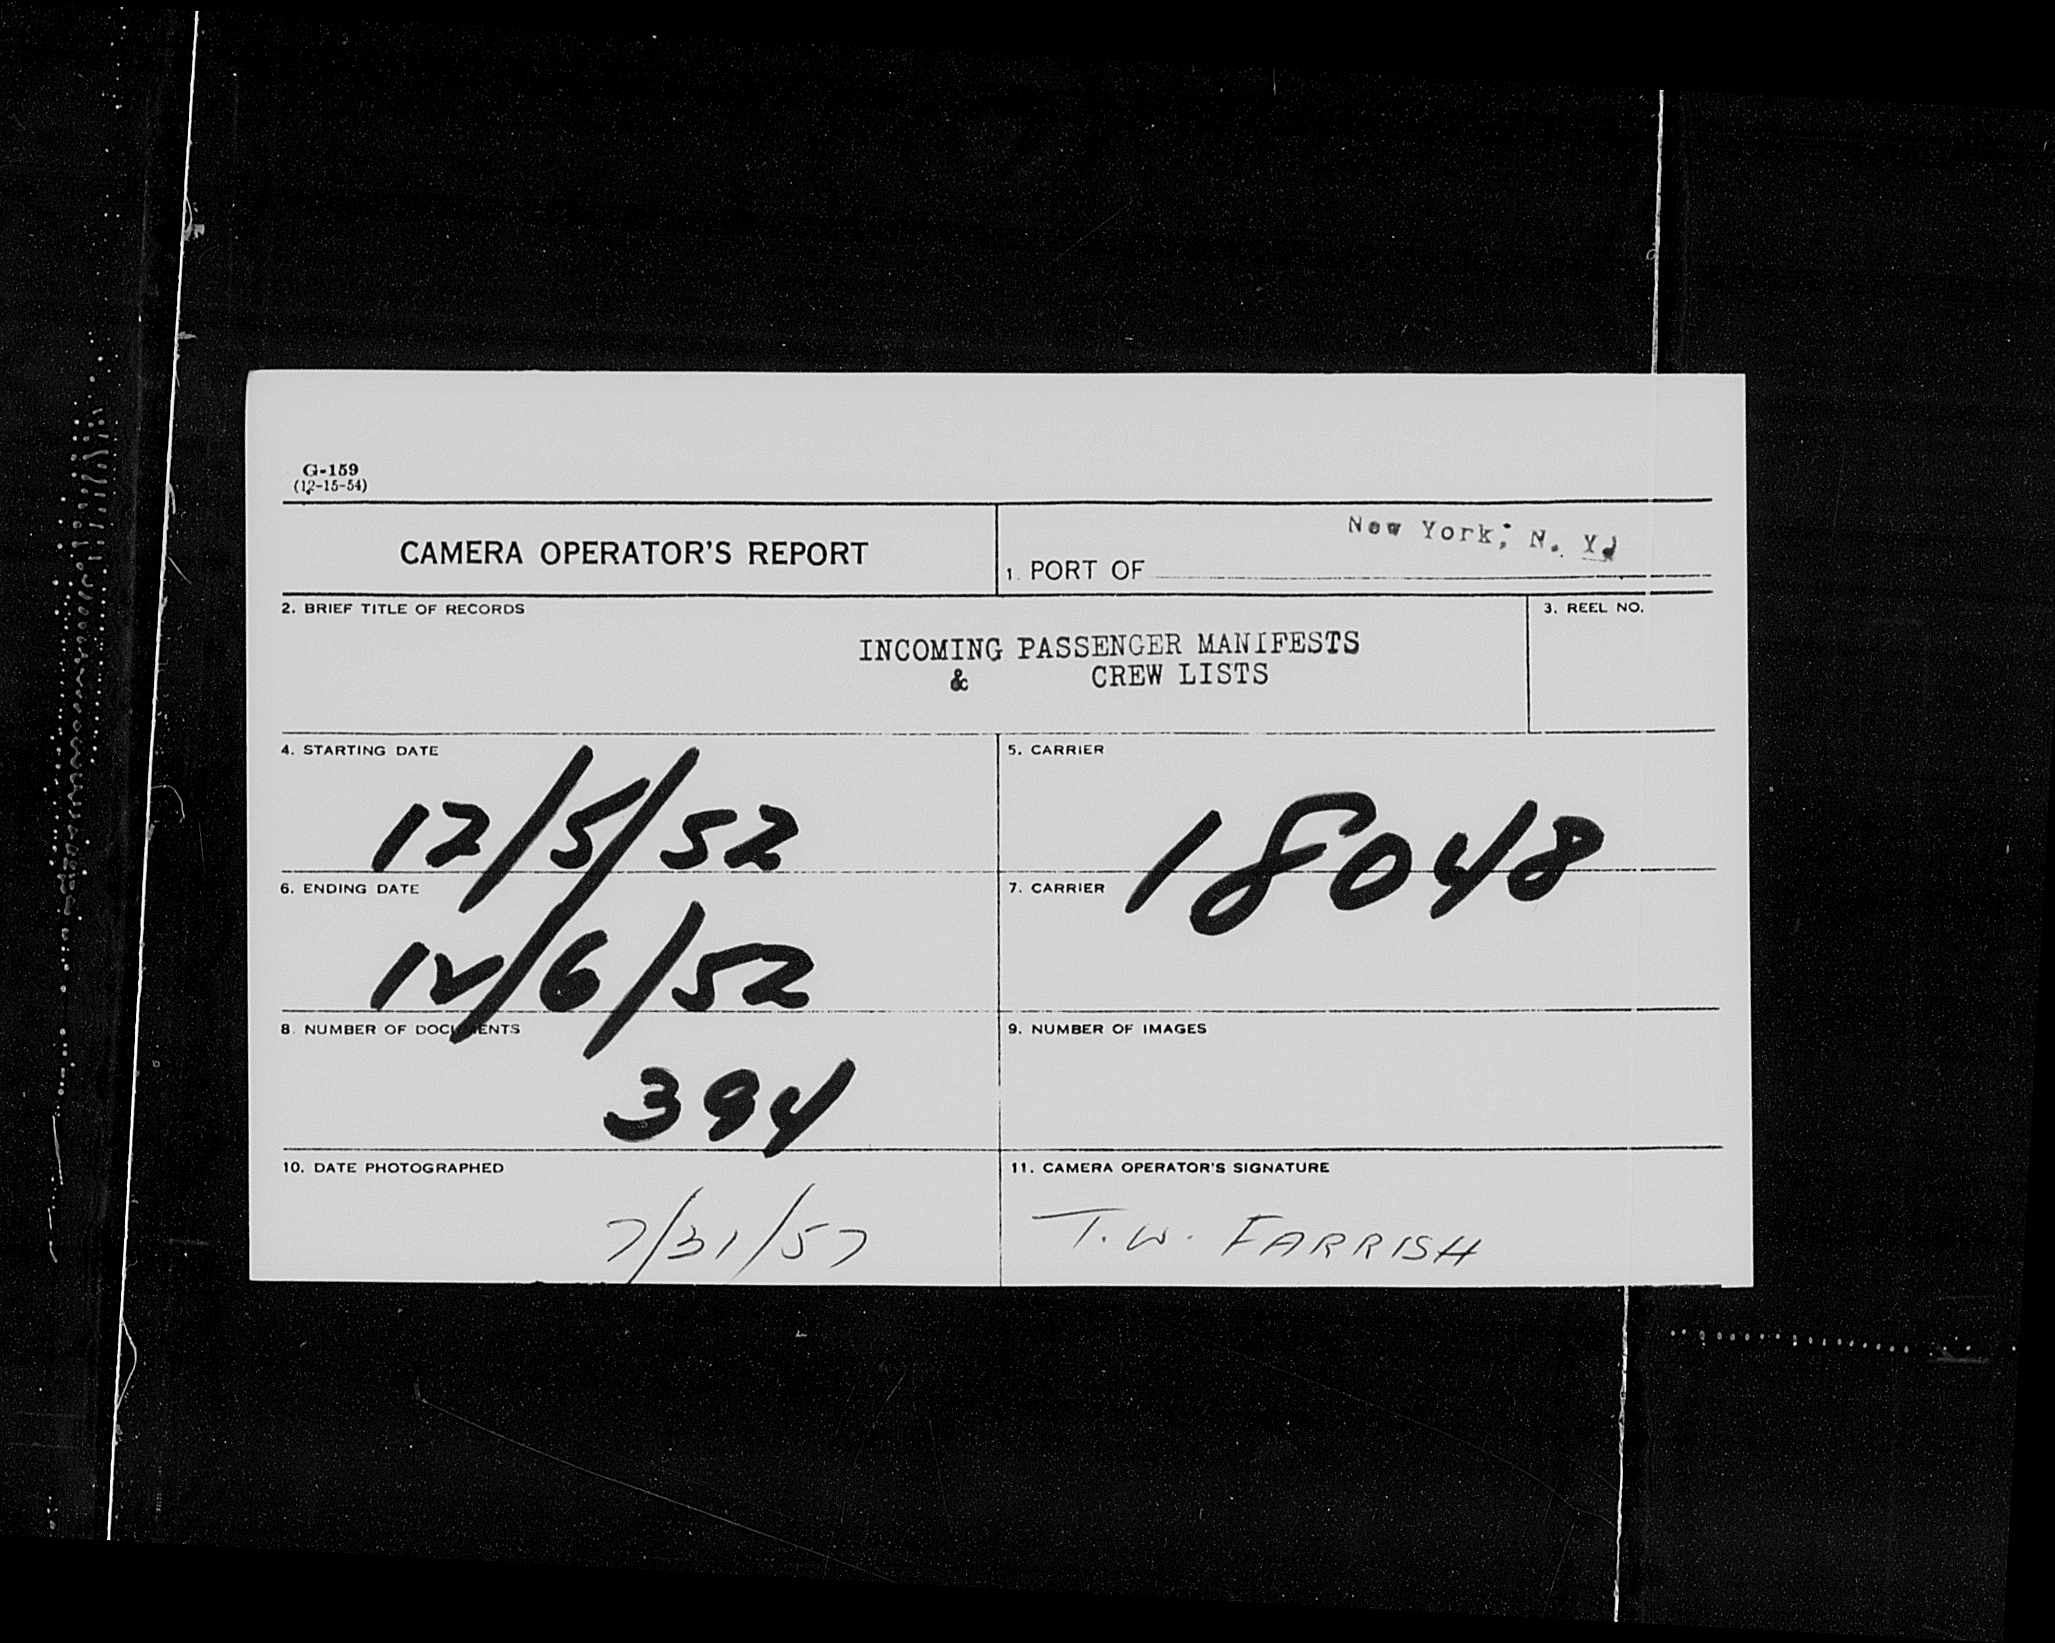 G-159
(12-15-54)
CAMERA OPERATOR'S REPORT
1. PORT OF New York, N. Y.
2. BRIEF TITLE OF RECORDS
INCOMING PASSENGER MANIFESTS
& CREW LISTS
3. REEL NO.
4. STARTING DATE
12/5/52
5. CARRIER
18048
6. ENDING DATE
12/6/52
7. CARRIER
8. NUMBER OF DOCUMENTS
394
9. NUMBER OF IMAGES
10. DATE PHOTOGRAPHED
7/31/57
11. CAMERA OPERATOR'S SIGNATURE
T. W. FARRISH